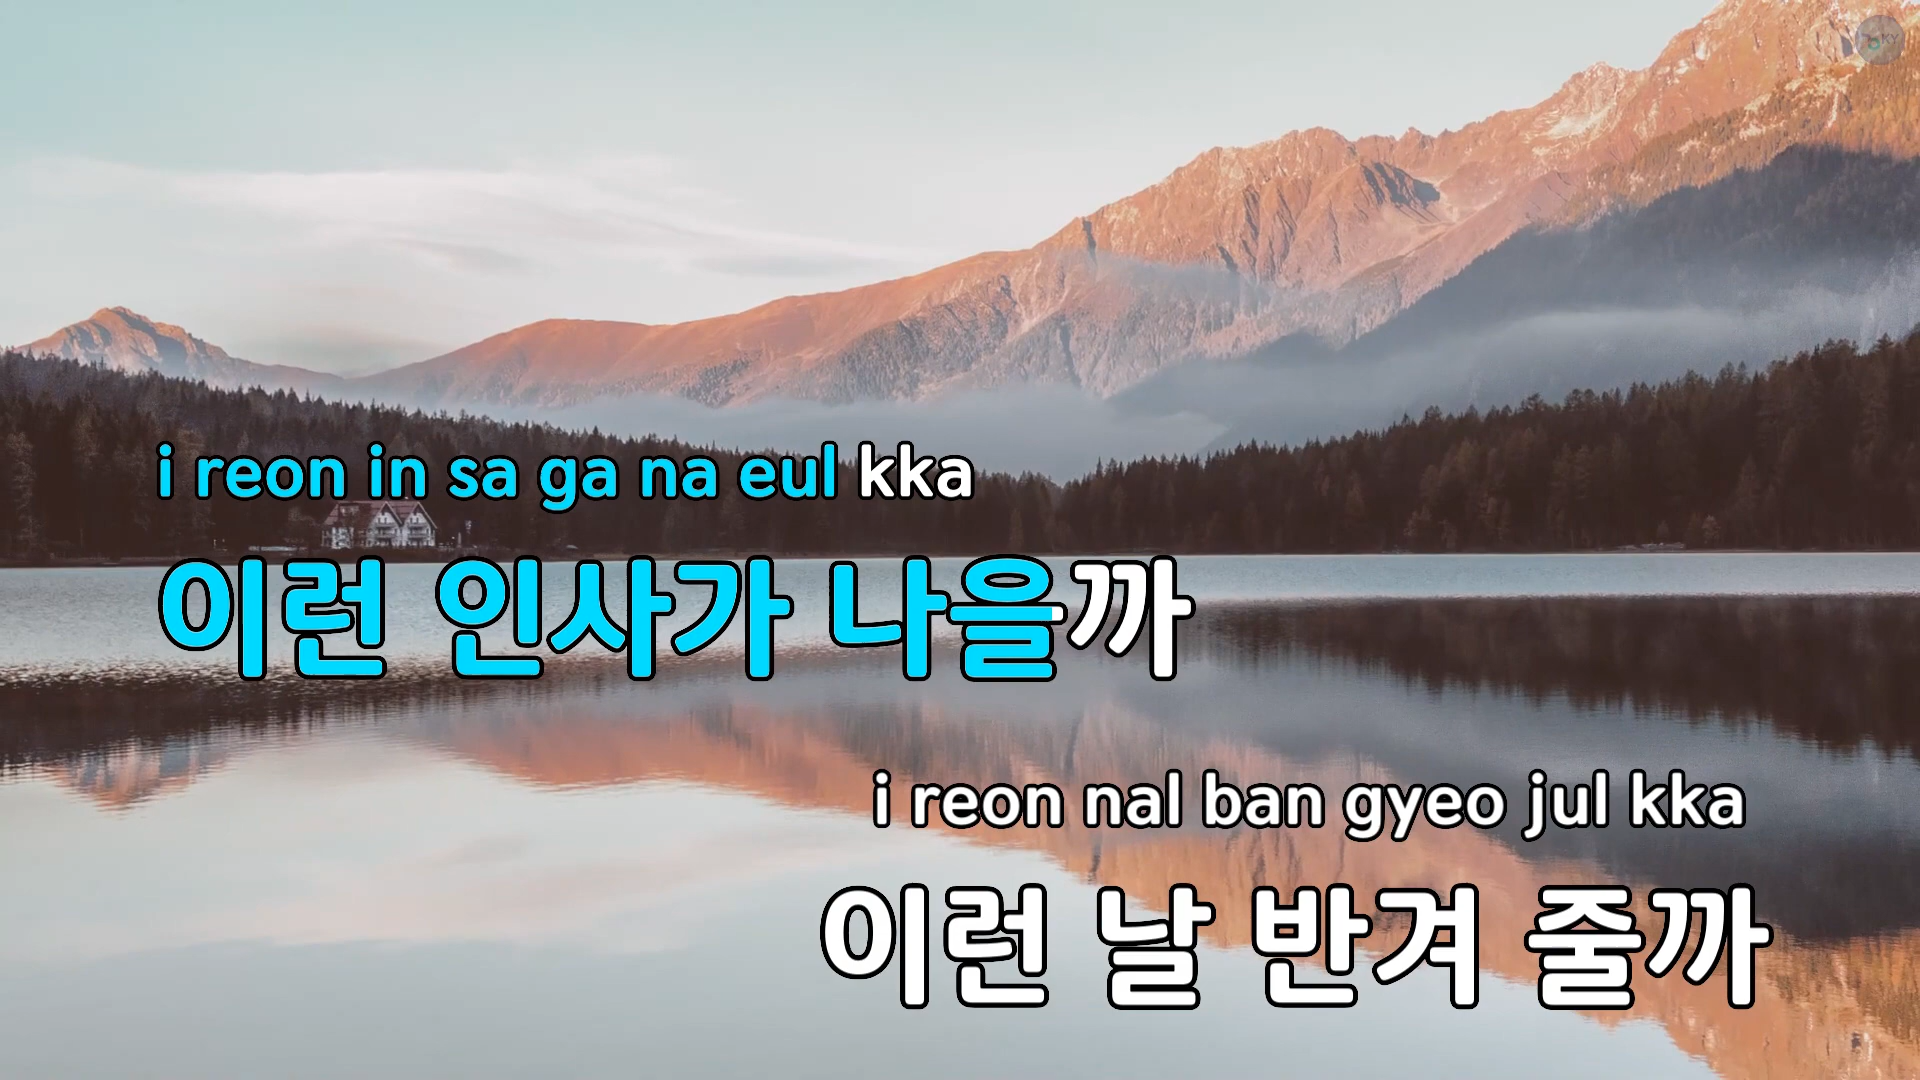 KY
i reon in sa ga na eul kka
이런 인사가 나을까
i reon nal ban gyeo jul kka
이런 날 반겨 줄까